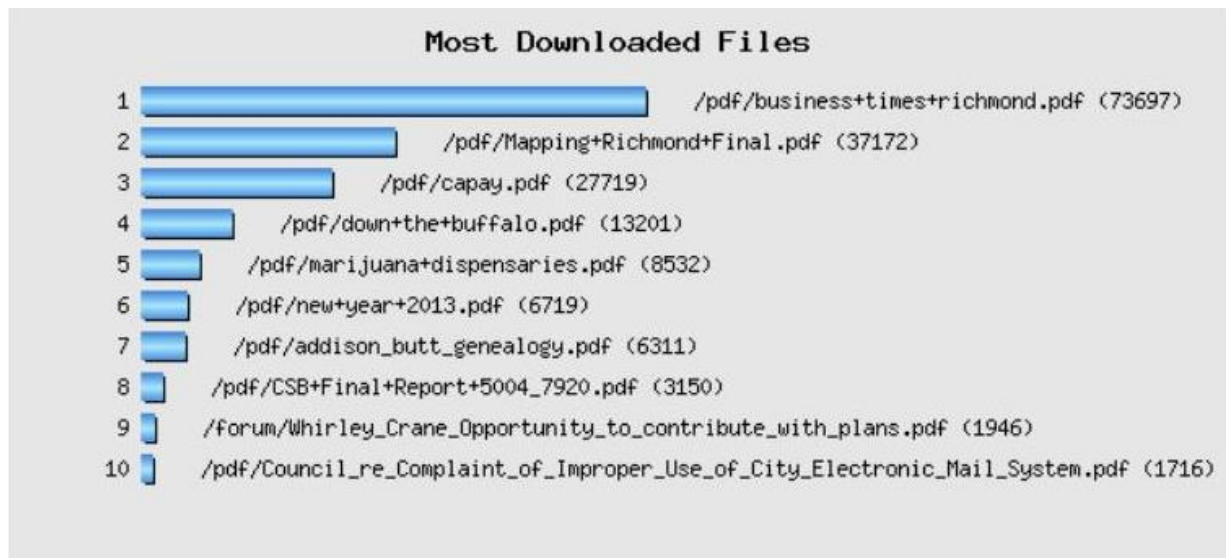 Most Downloaded Files
1 /pdf/business+times+richmond.pdf (73697)
2 /pdf/Mapping+Richmond+Final.pdf (37172)
3 /pdf/capay.pdf (27719)
4 /pdf/down+the+buffalo.pdf (13201)
5 /pdf/marijuana+dispensaries.pdf (8532)
6 /pdf/new+year+2013.pdf (6719)
7 /pdf/addison_butt_genealogy.pdf (6311)
8 /pdf/CSB+Final+Report+5004_7920.pdf (3150)
9 /forum/Whirley_Crane_Opportunity_to_contribute_with_plans.pdf (1946)
10 /pdf/Council_re_Complaint_of_Improper_Use_of_City_Electronic_Mail_System.pdf (1716)